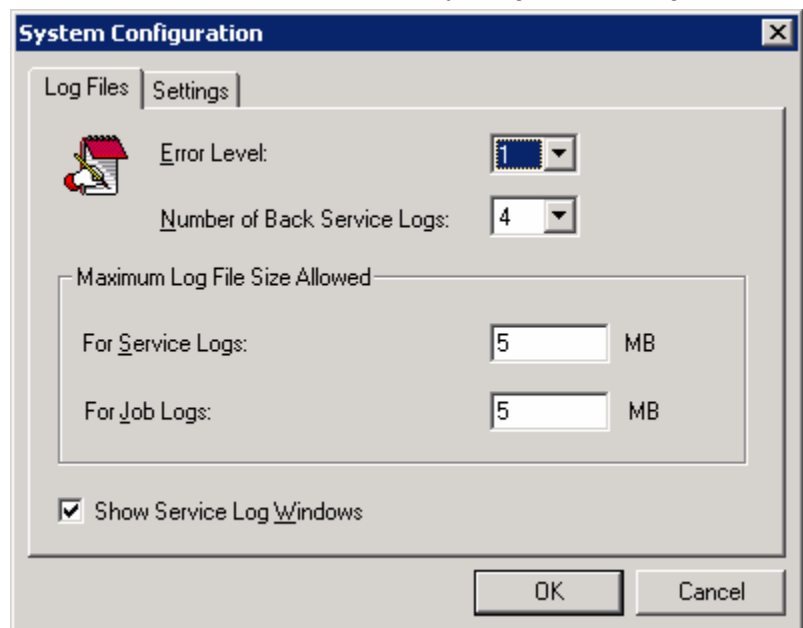 System Configuration
Log Files
Settings
Error Level:
1
Number of Back Service Logs:
4
Maximum Log File Size Allowed
For Service Logs:
5
MB
For Job Logs:
5
MB
Show Service Log Windows
OK
Cancel